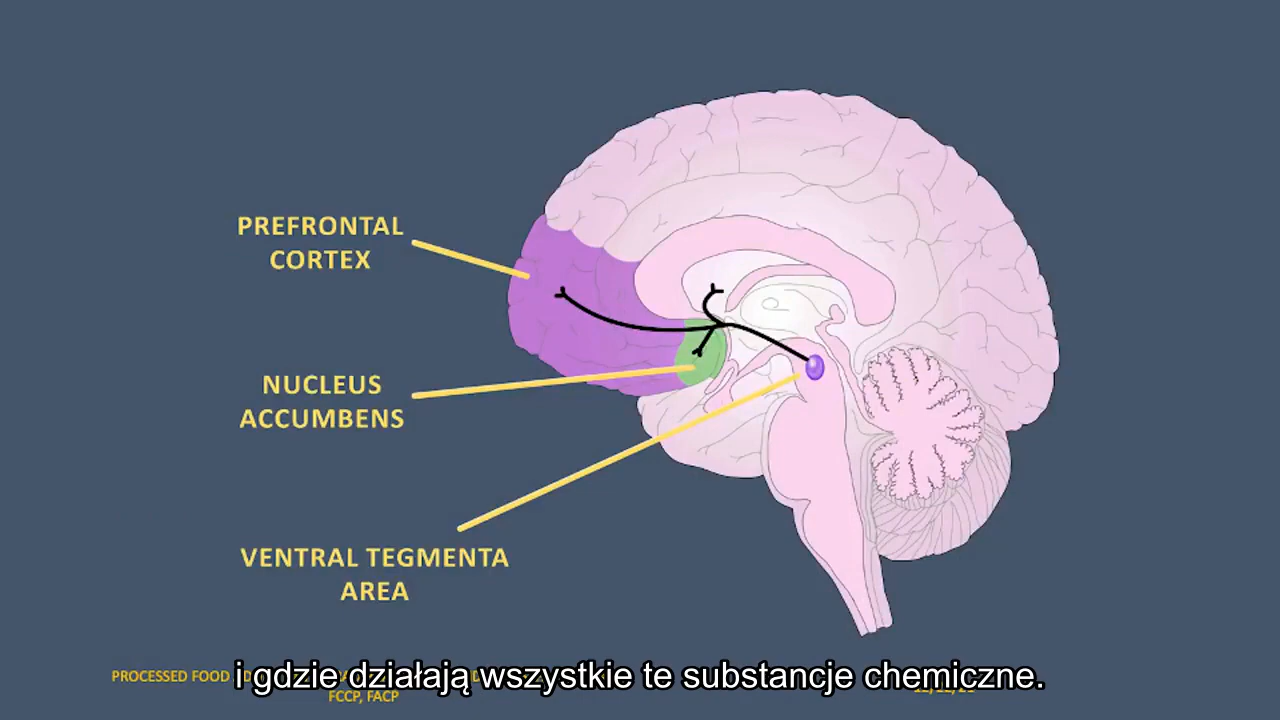 PREFRONTAL
CORTEX
NUCLEUS
ACCUMBENS
VENTRAL TEGMENTA
AREA
PROCESSED FOOD
i gdzie działają wszystkie te substancje chemiczne.
FCCP, FACP